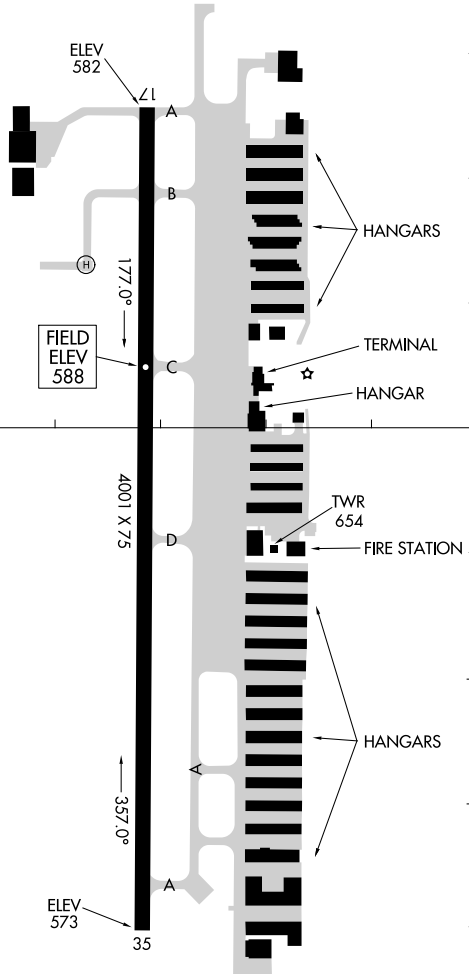 ELEV
582
17
A
B
HANGARS
H
177.0°
FIELD
ELEV
588
C
TERMINAL
HANGAR
4001 X 75
TWR
654
D
FIRE STATION
HANGARS
A
357.0°
A
ELEV
573
35